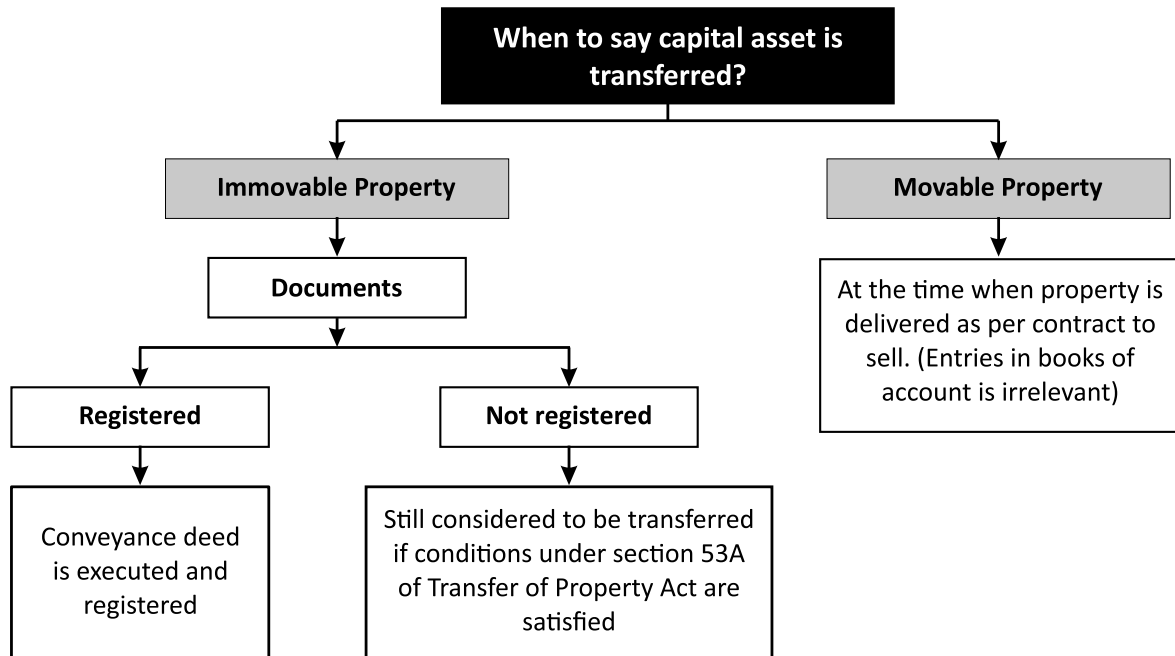 When to say capital asset is
transferred?
Immovable Property
Movable Property
Documents
At the time when property is
delivered as per contract to
sell. (Entries in books of
account is irrelevant)
Registered
Not registered
Conveyance deed
is executed and
registered
Still considered to be transferred
if conditions under section 53A
of Transfer of Property Act are
satisfied